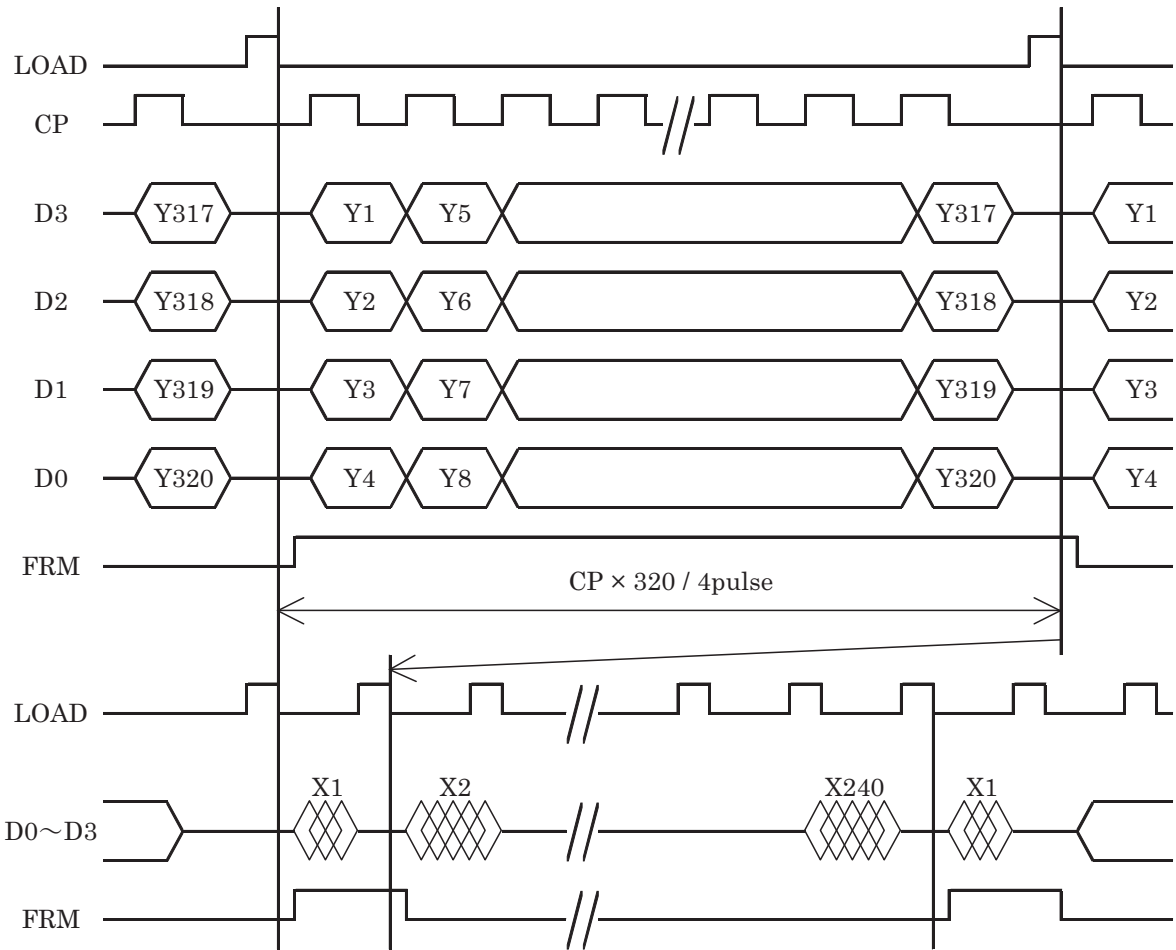 LOAD
CP
D3 Y317 Y1 Y5 Y317 Y1
D2 Y318 Y2 Y6 Y318 Y2
D1 Y319 Y3 Y7 Y319 Y3
D0 Y320 Y4 Y8 Y320 Y4
FRM
CP × 320 / 4pulse
LOAD
X1 X2 X240 X1
D0～D3
FRM